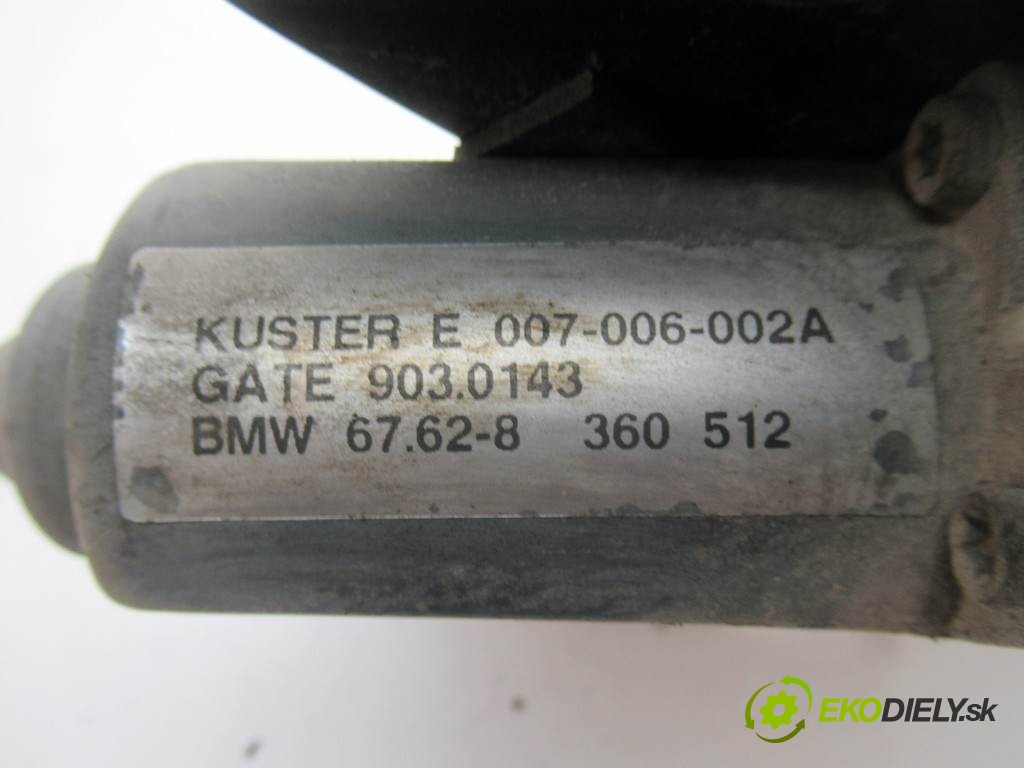 KUSTER E 007-006-002A
GATE 903.0143
BMW 67.62-8 360 512
EKODIELY.sk